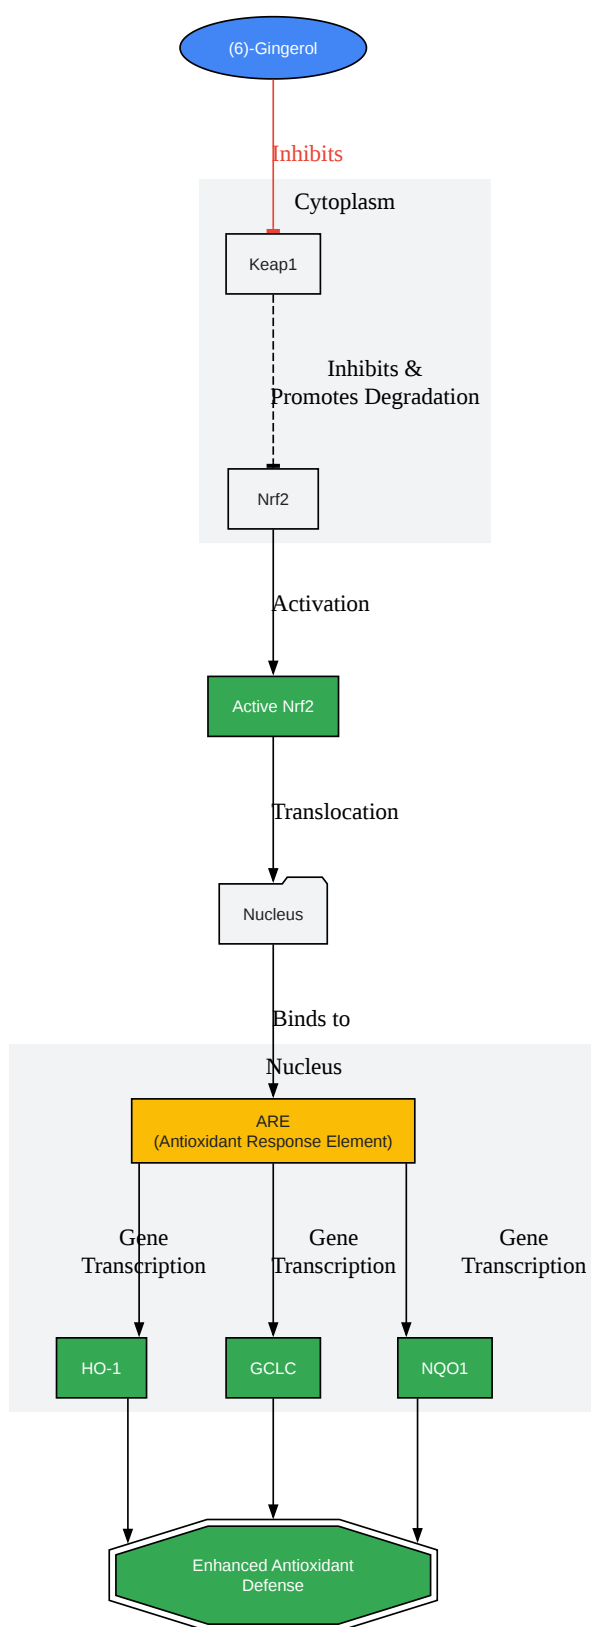 (6)-Gingerol
Inhibits
Cytoplasm
Keap1
Inhibits &
Promotes Degradation
Nrf2
Activation
Active Nrf2
Translocation
Nucleus
Binds to
Nucleus
ARE
(Antioxidant Response Element)
Gene
Transcription
Gene
Transcription
Gene
Transcription
HO-1
GCLC
NQO1
Enhanced Antioxidant
Defense